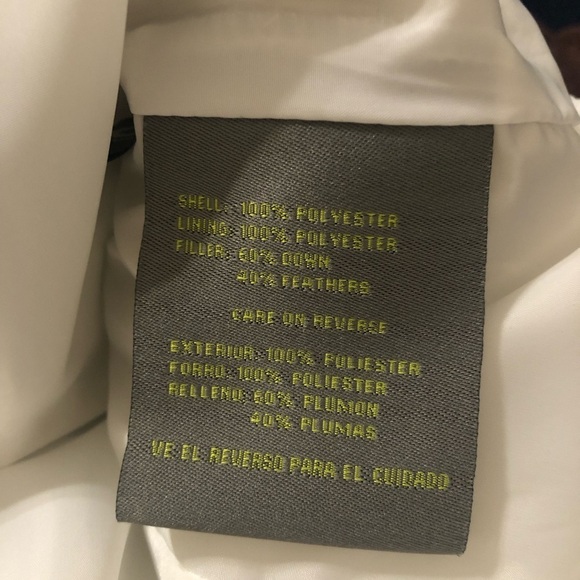 SHELL: 100% POLYESTER
LINING: 100% POLYESTER
FILLER: 60% DOWN
40% FEATHERS
CARE ON REVERSE
EXTERIOR: 100% POLIESTER
FORRO: 100% POLIESTER
RELLENO: 60% PLUMON
40% PLUMAS
VE EL REVERSO PARA EL CUIDADO